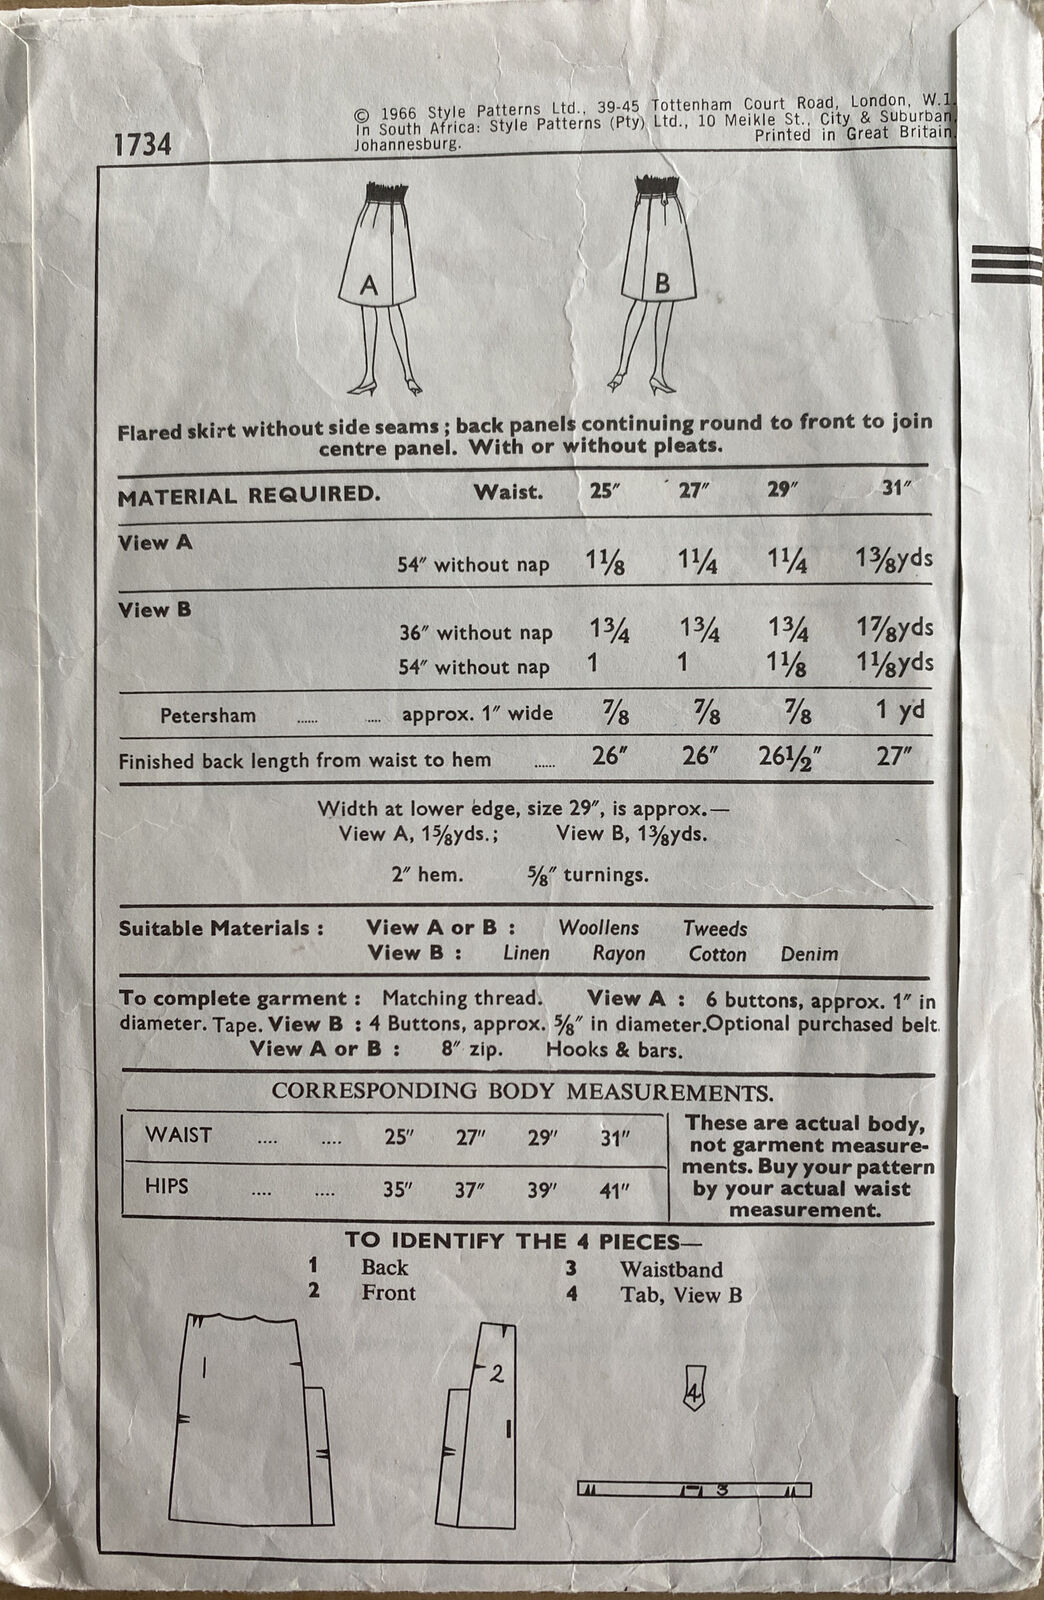 1734
© 1966 Style Patterns Ltd., 39-45 Tottenham Court Road, London, W.1.
In South Africa: Style Patterns (Pty) Ltd., 10 Meikle St., City & Suburban,
Johannesburg. Printed in Great Britain.
A B
Flared skirt without side seams ; back panels continuing round to front to join
centre panel. With or without pleats.
MATERIAL REQUIRED. Waist. 25″ 27″ 29″ 31″
View A
54″ without nap 1⅛ 1¼ 1¼ 1⅜yds
View B
36″ without nap 1¾ 1¾ 1¾ 1⅞yds
54″ without nap 1 1 1⅛ 1⅛yds
Petersham ...... .... approx. 1″ wide ⅞ ⅞ ⅞ 1 yd
Finished back length from waist to hem ...... 26″ 26″ 26½″ 27″
Width at lower edge, size 29″, is approx.—
View A, 1⅝yds.; View B, 1⅜yds.
2″ hem. ⅝″ turnings.
Suitable Materials : View A or B : Woollens Tweeds
View B : Linen Rayon Cotton Denim
To complete garment : Matching thread. View A : 6 buttons, approx. 1″ in
diameter. Tape. View B : 4 Buttons, approx. ⅝″ in diameter.Optional purchased belt.
View A or B : 8″ zip. Hooks & bars.
CORRESPONDING BODY MEASUREMENTS.
WAIST .... .... 25″ 27″ 29″ 31″
HIPS .... .... 35″ 37″ 39″ 41″
These are actual body,
not garment measure-
ments. Buy your pattern
by your actual waist
measurement.
TO IDENTIFY THE 4 PIECES—
1 Back 3 Waistband
2 Front 4 Tab, View B
1 2 4
3